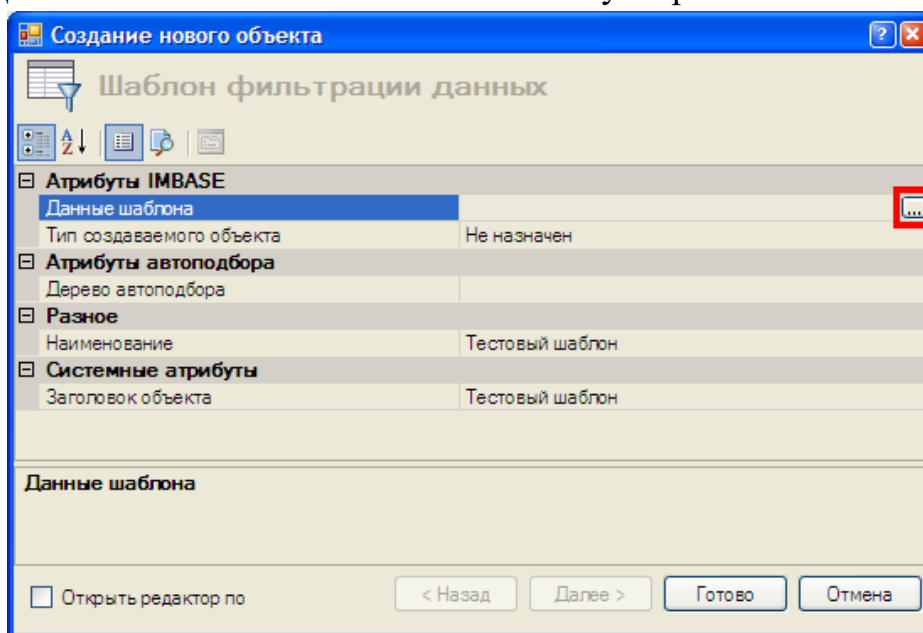 Создание нового объекта
Шаблон фильтрации данных
Атрибуты IMBASE
Данные шаблона ...
Тип создаваемого объекта Не назначен
Атрибуты автоподбора
Дерево автоподбора
Разное
Наименование Тестовый шаблон
Системные атрибуты
Заголовок объекта Тестовый шаблон
Данные шаблона
Открыть редактор по < Назад Далее > Готово Отмена